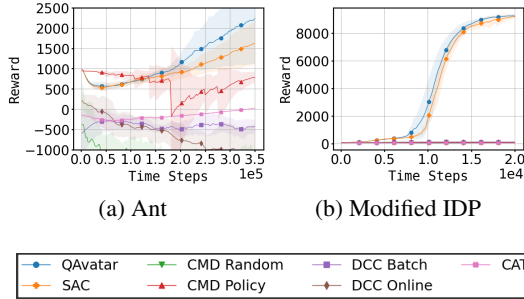 2500
2000
1500
1000
500
0
−500
−1000
Reward
0.0 0.5 1.0 1.5 2.0 2.5 3.0 3.5
Time Steps 1e5
(a) Ant
8000
6000
4000
2000
0
Reward
0.0 0.5 1.0 1.5 2.0
Time Steps 1e4
(b) Modified IDP
QAvatar CMD Random DCC Batch CAT
SAC CMD Policy DCC Online